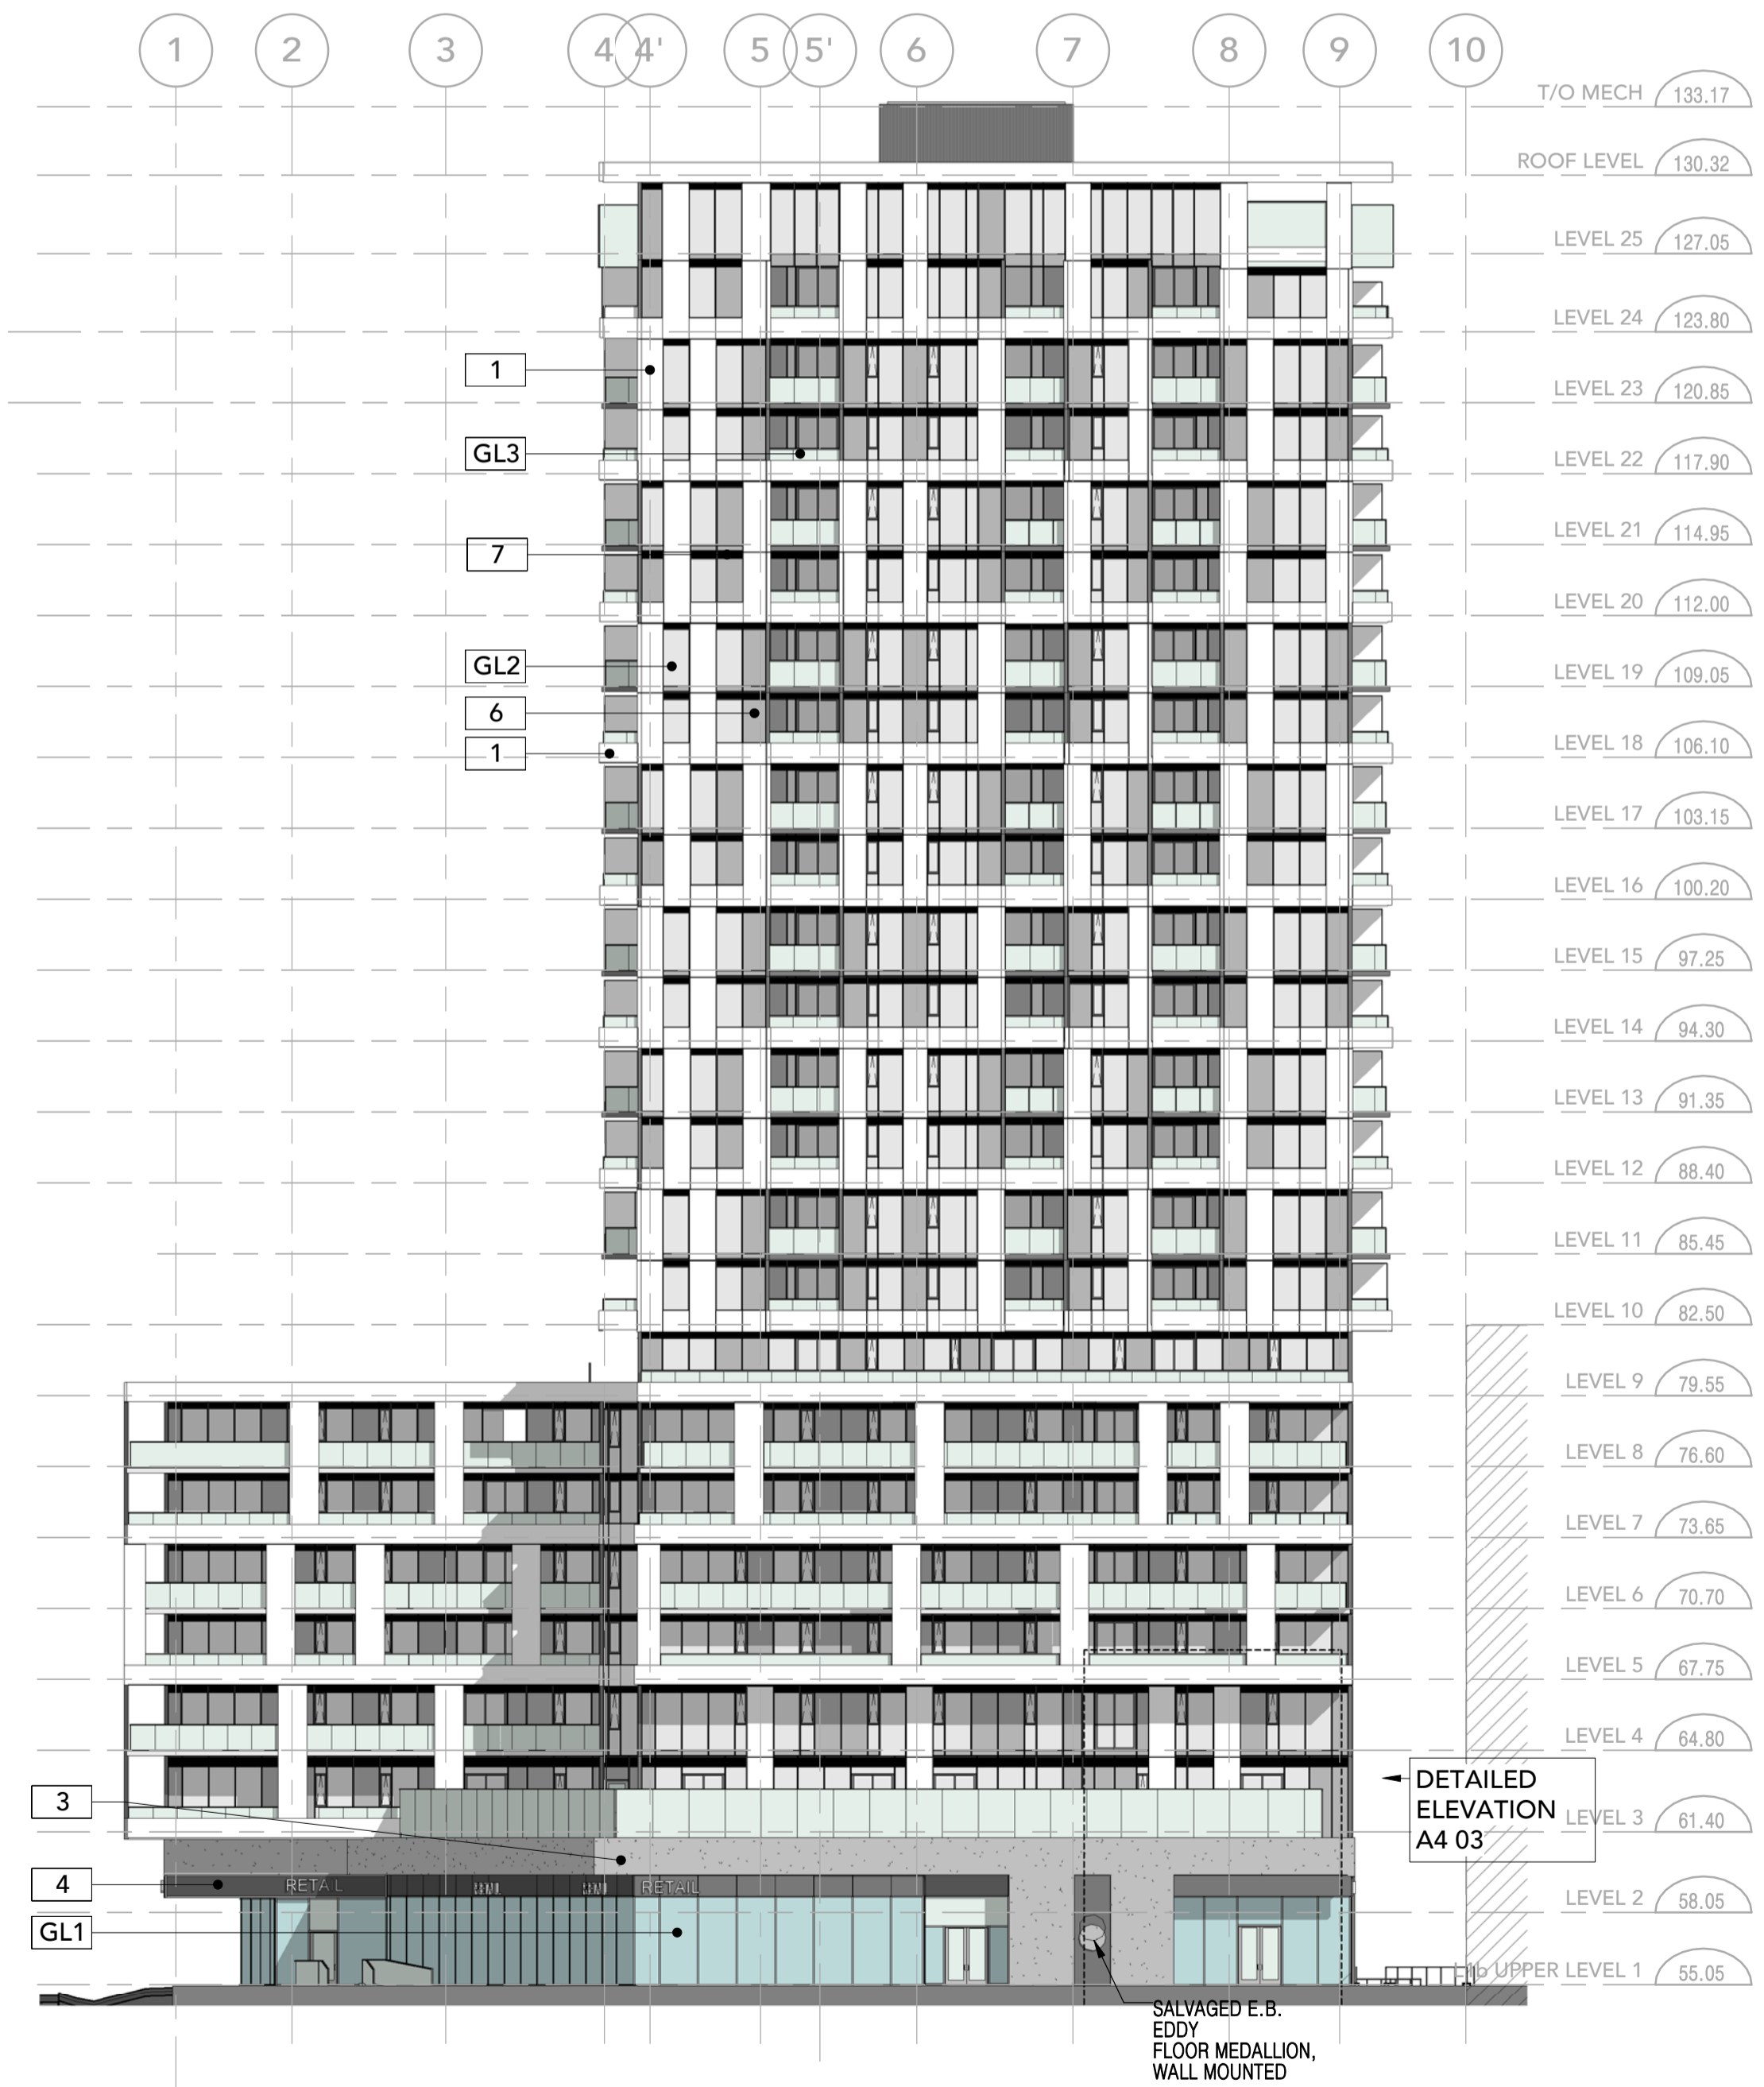 1 2 3 4 4' 5 5' 6 7 8 9 10
T/O MECH 133.17
ROOF LEVEL 130.32
LEVEL 25 127.05
LEVEL 24 123.80
1
LEVEL 23 120.85
GL3
LEVEL 22 117.90
7
LEVEL 21 114.95
LEVEL 20 112.00
GL2
LEVEL 19 109.05
6
1
LEVEL 18 106.10
LEVEL 17 103.15
LEVEL 16 100.20
LEVEL 15 97.25
LEVEL 14 94.30
LEVEL 13 91.35
LEVEL 12 88.40
LEVEL 11 85.45
LEVEL 10 82.50
LEVEL 9 79.55
LEVEL 8 76.60
LEVEL 7 73.65
LEVEL 6 70.70
LEVEL 5 67.75
LEVEL 4 64.80
DETAILED
ELEVATION
A4 03
3
LEVEL 3 61.40
4
RETAIL
RETAIL
LEVEL 2 58.05
GL1
UPPER LEVEL 1 55.05
SALVAGED E.B.
EDDY
FLOOR MEDALLION,
WALL MOUNTED